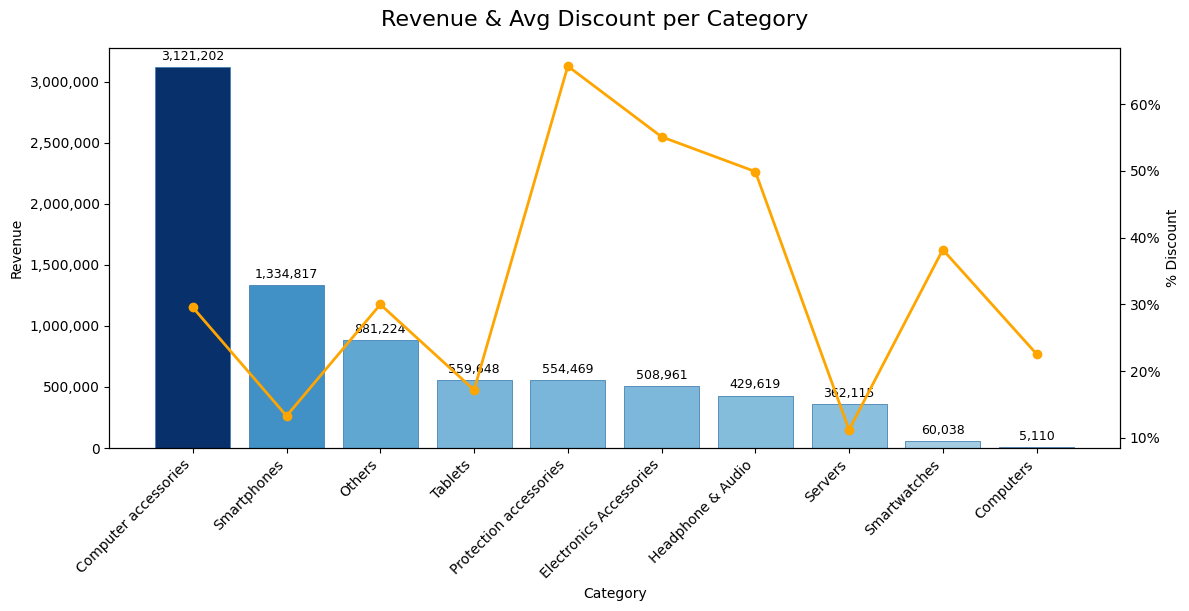 Revenue & Avg Discount per Category
3,121,202
3,000,000
60%
2,500,000
50%
2,000,000
Revenue
40%
% Discount
1,500,000
1,334,817
30%
1,000,000
881,224
20%
559,648
554,469
508,961
429,619
500,000
362,115
60,038
5,110
10%
0
Computer accessories
Smartphones
Others
Tablets
Protection accessories
Electronics Accessories
Headphone & Audio
Servers
Smartwatches
Computers
Category